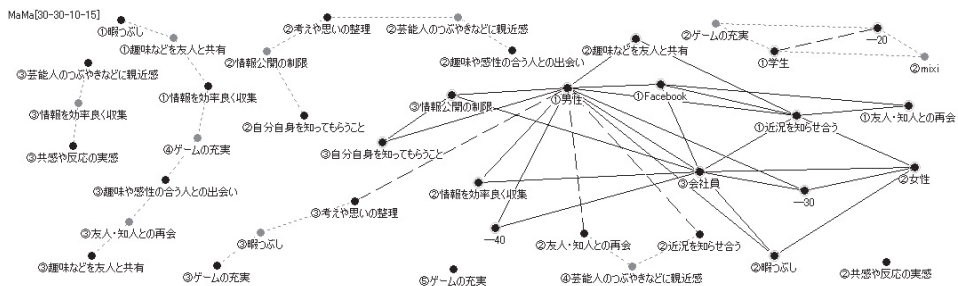 MaMa[30-30-10-15]
①暇つぶし
①趣味などを友人と共有
③芸能人のつぶやきなどに親近感
①情報を効率良く収集
③情報を効率良く収集
④ゲームの充実
③共感や反応の実感
③趣味や感性の合う人との出会い
③友人・知人との再会
③趣味などを友人と共有
②考えや思いの整理
②芸能人のつぶやきなどに親近感
②情報公開の制限
②趣味や感性の合う人との出会い
②自分自身を知ってもらうこと
②趣味などを友人と共有
②ゲームの充実
―20
①学生
②mixi
①男性
①Facebook
③情報公開の制限
①友人・知人との再会
①近況を知らせ合う
③自分自身を知ってもらうこと
③会社員
②女性
②情報を効率良く収集
―30
③考えや思いの整理
―40
③暇つぶし
②友人・知人との再会
②近況を知らせ合う
②暇つぶし
③ゲームの充実
⑤ゲームの充実
④芸能人のつぶやきなどに親近感
②共感や反応の実感